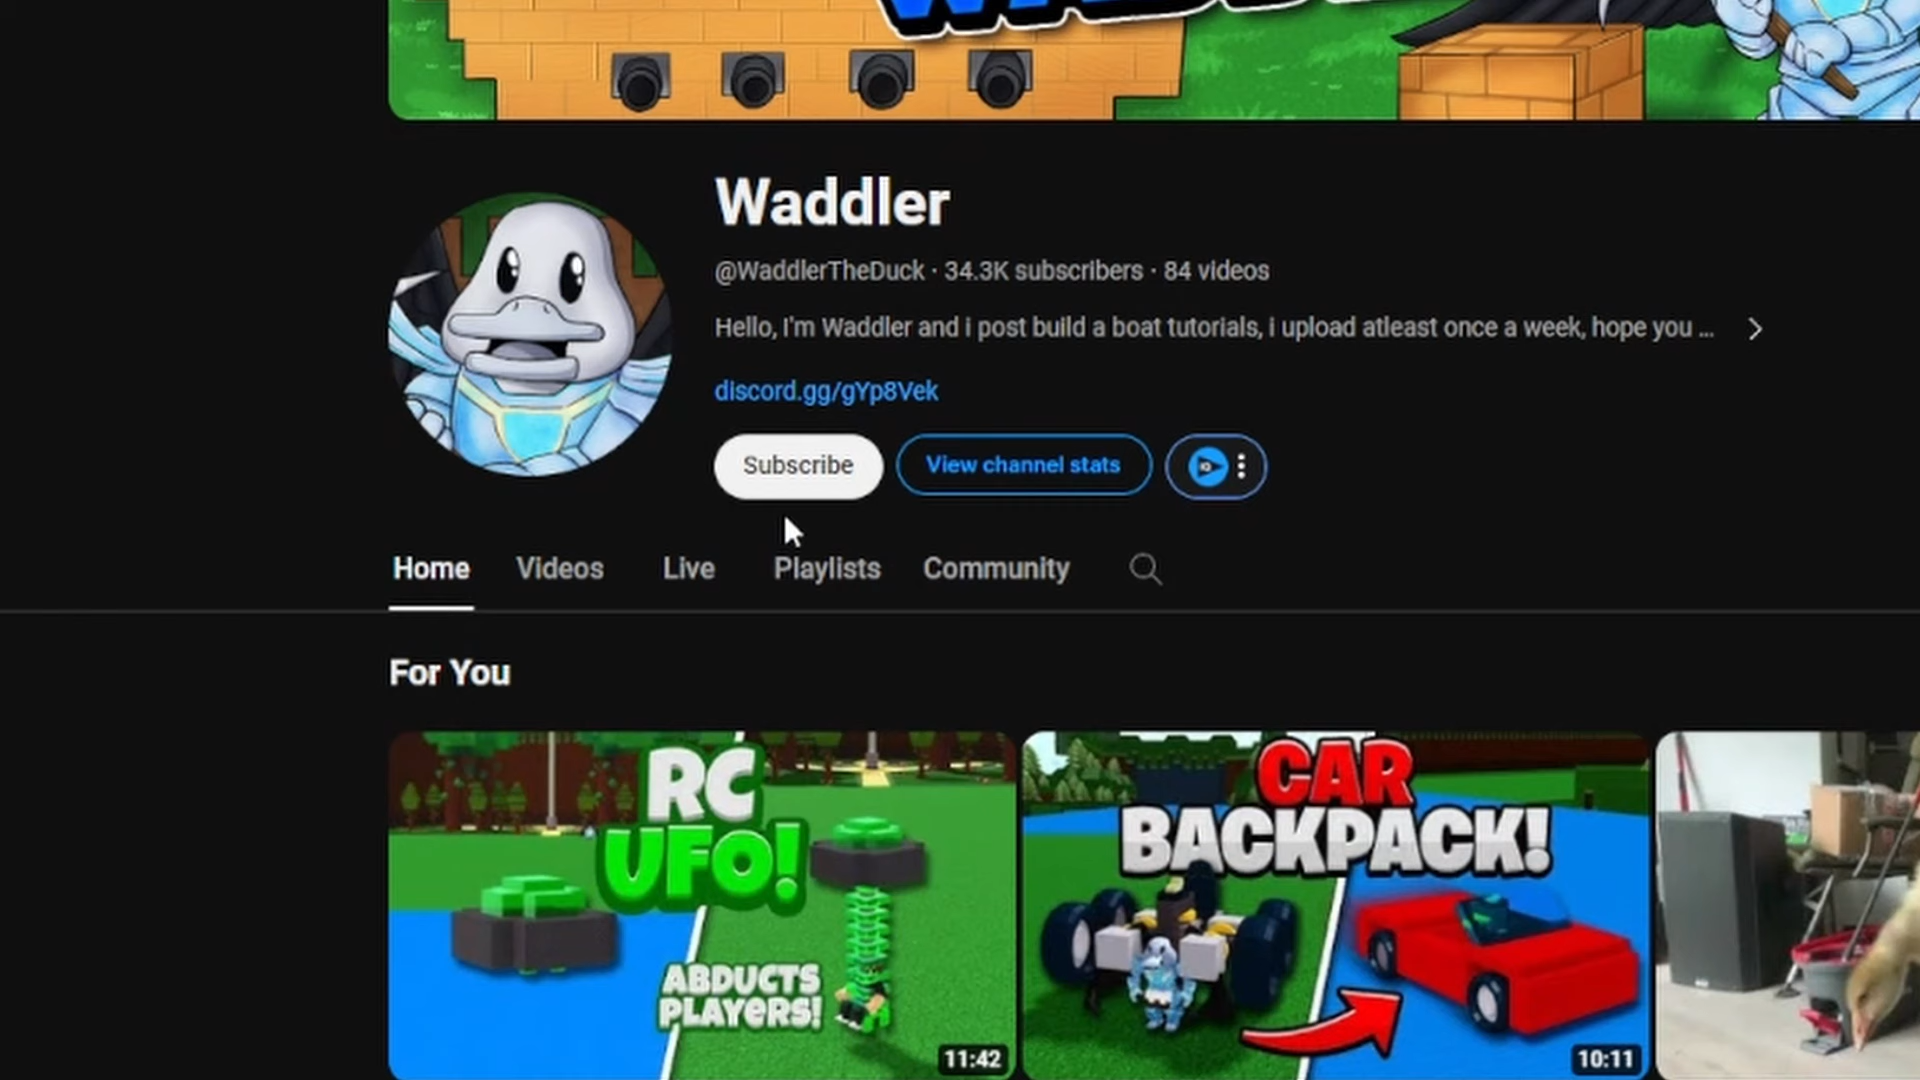 Waddler
@WaddlerTheDuck · 34.3K subscribers · 84 videos
Hello, I'm Waddler and i post build a boat tutorials, i upload atleast once a week, hope you ...
discord.gg/gYp8Vek
Subscribe
View channel stats
Home
Videos
Live
Playlists
Community
For You
RC
UFO!
ABDUCTS
PLAYERS!
11:42
CAR
BACKPACK!
10:11